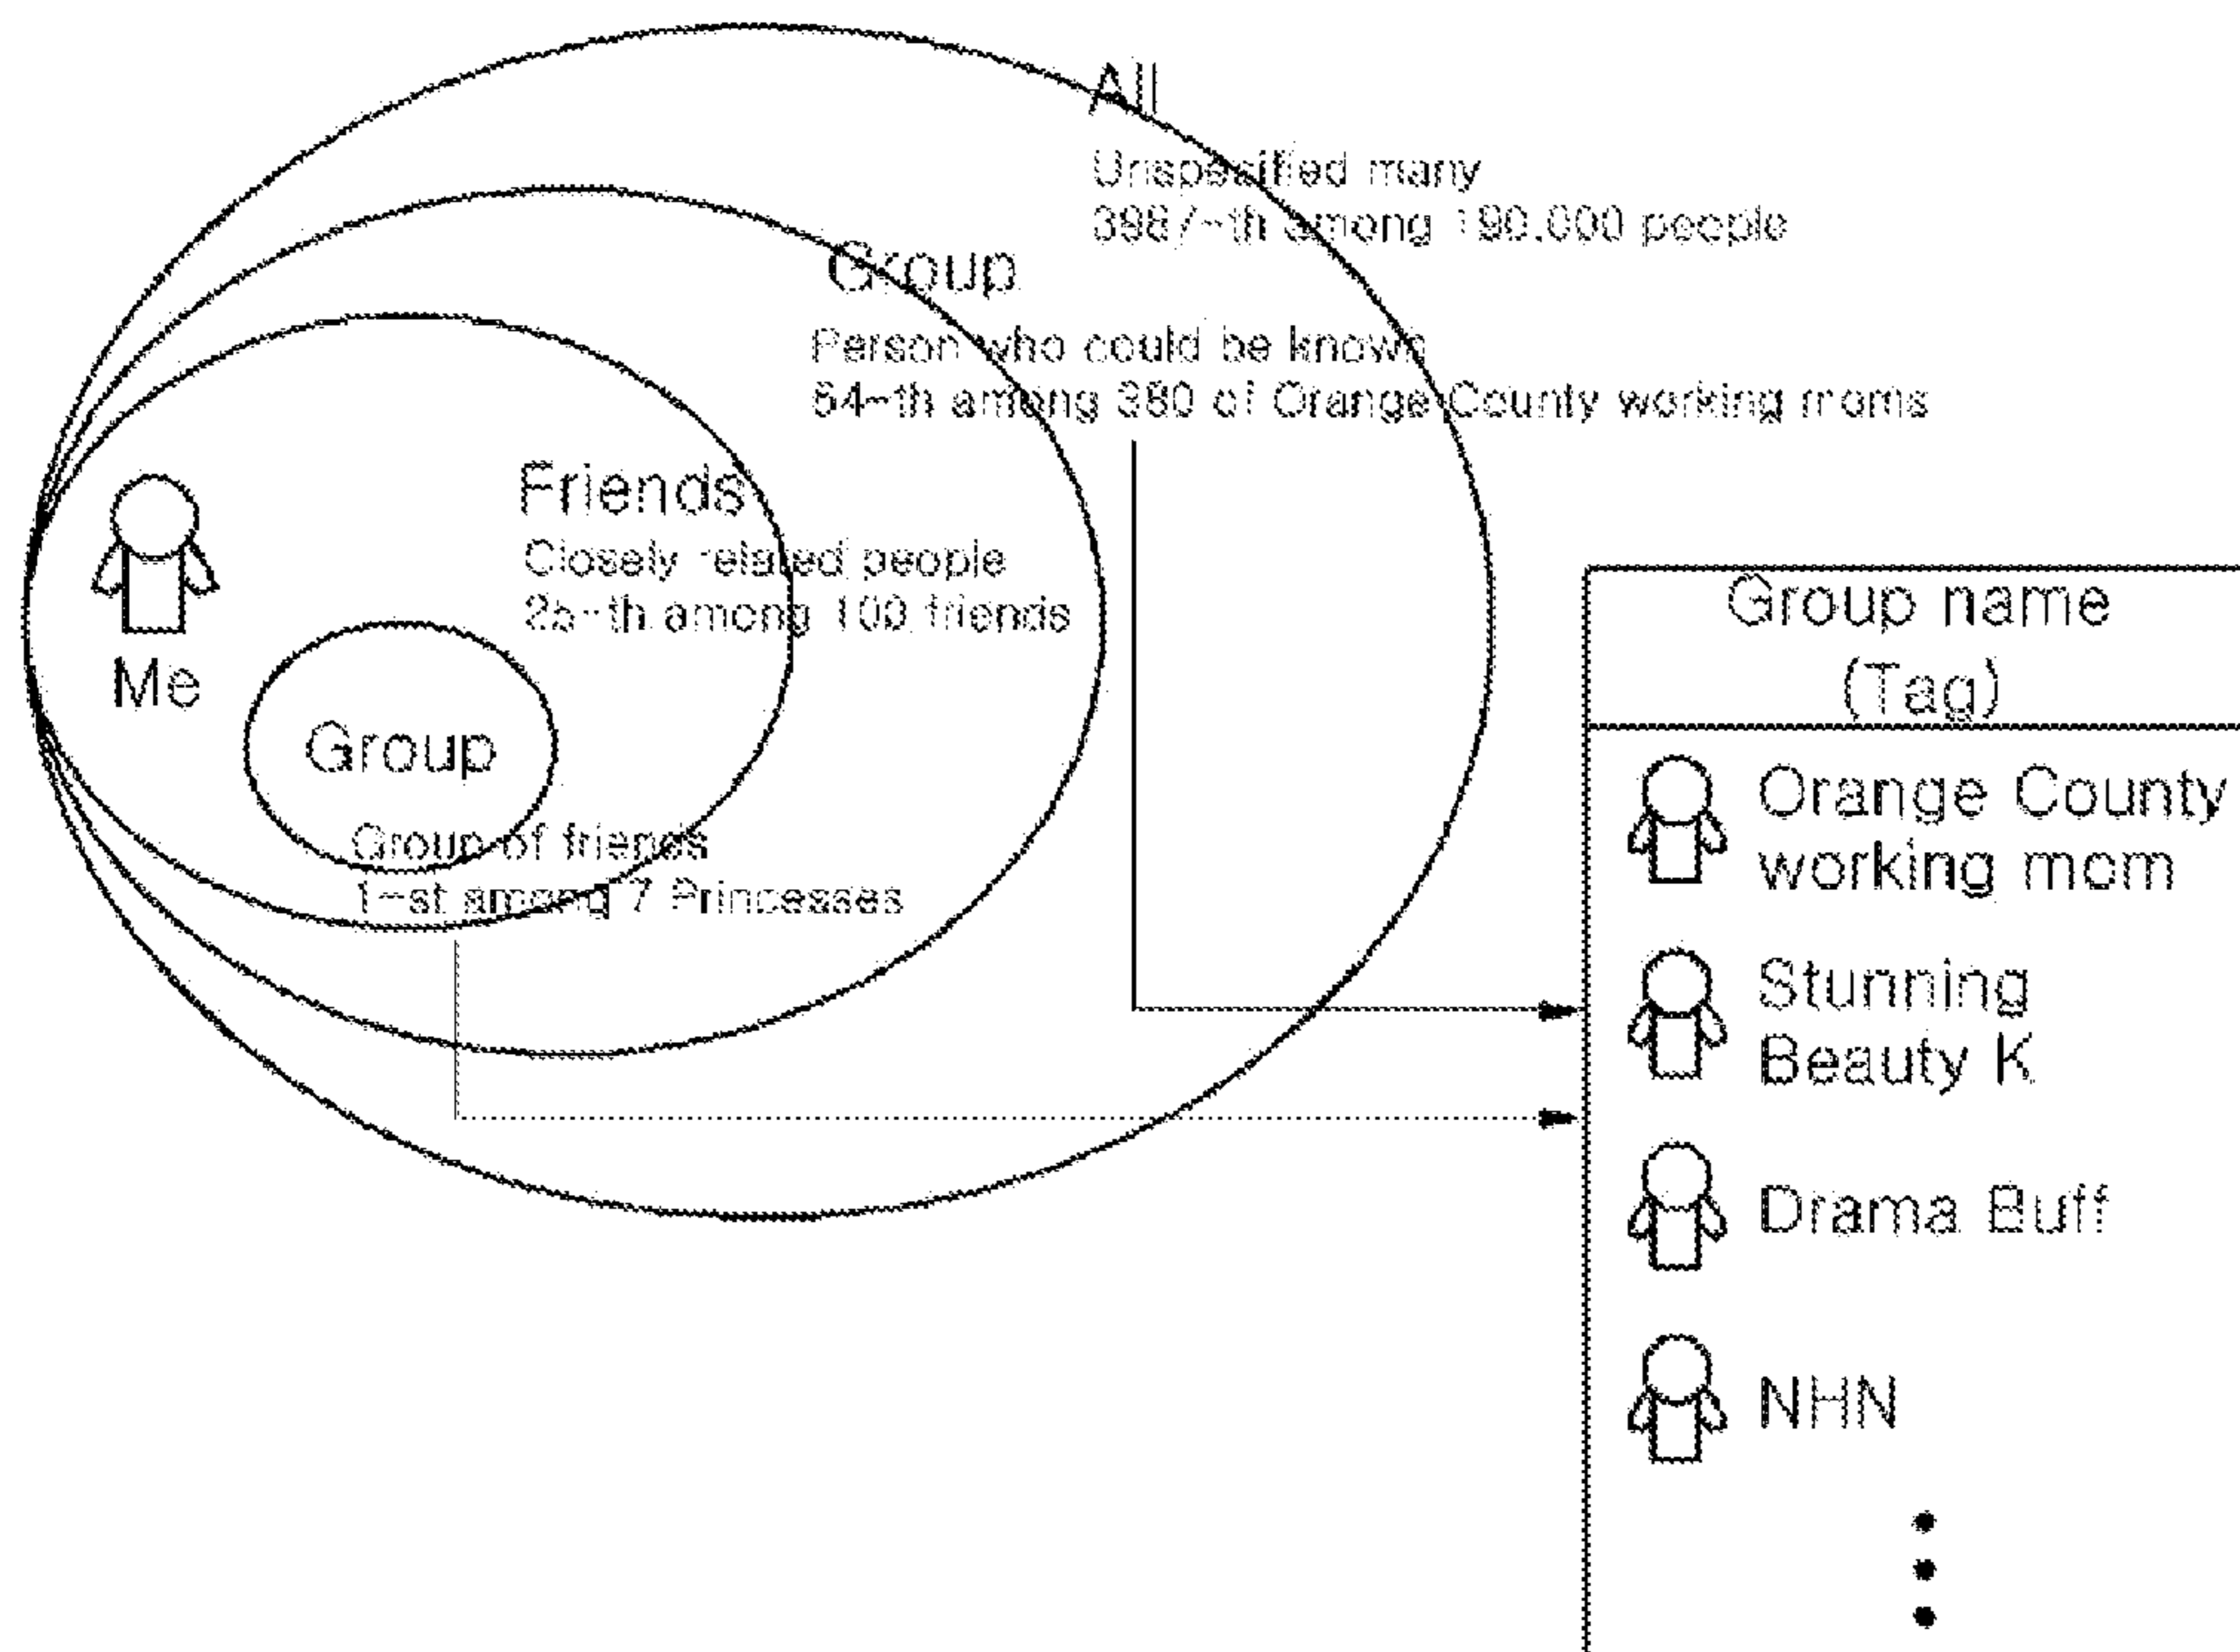 All
Unspecified many
3987-th among 190,000 people
Group
Person who could be known
54-th among 380 of Orange County working moms
Friends
Closely related people
25-th among 100 friends
Me
Group
Group of friends
1-st among 7 Princesses
Group name
(Tag)
Orange County
working mom
Stunning
Beauty K
Drama Buff
NHN